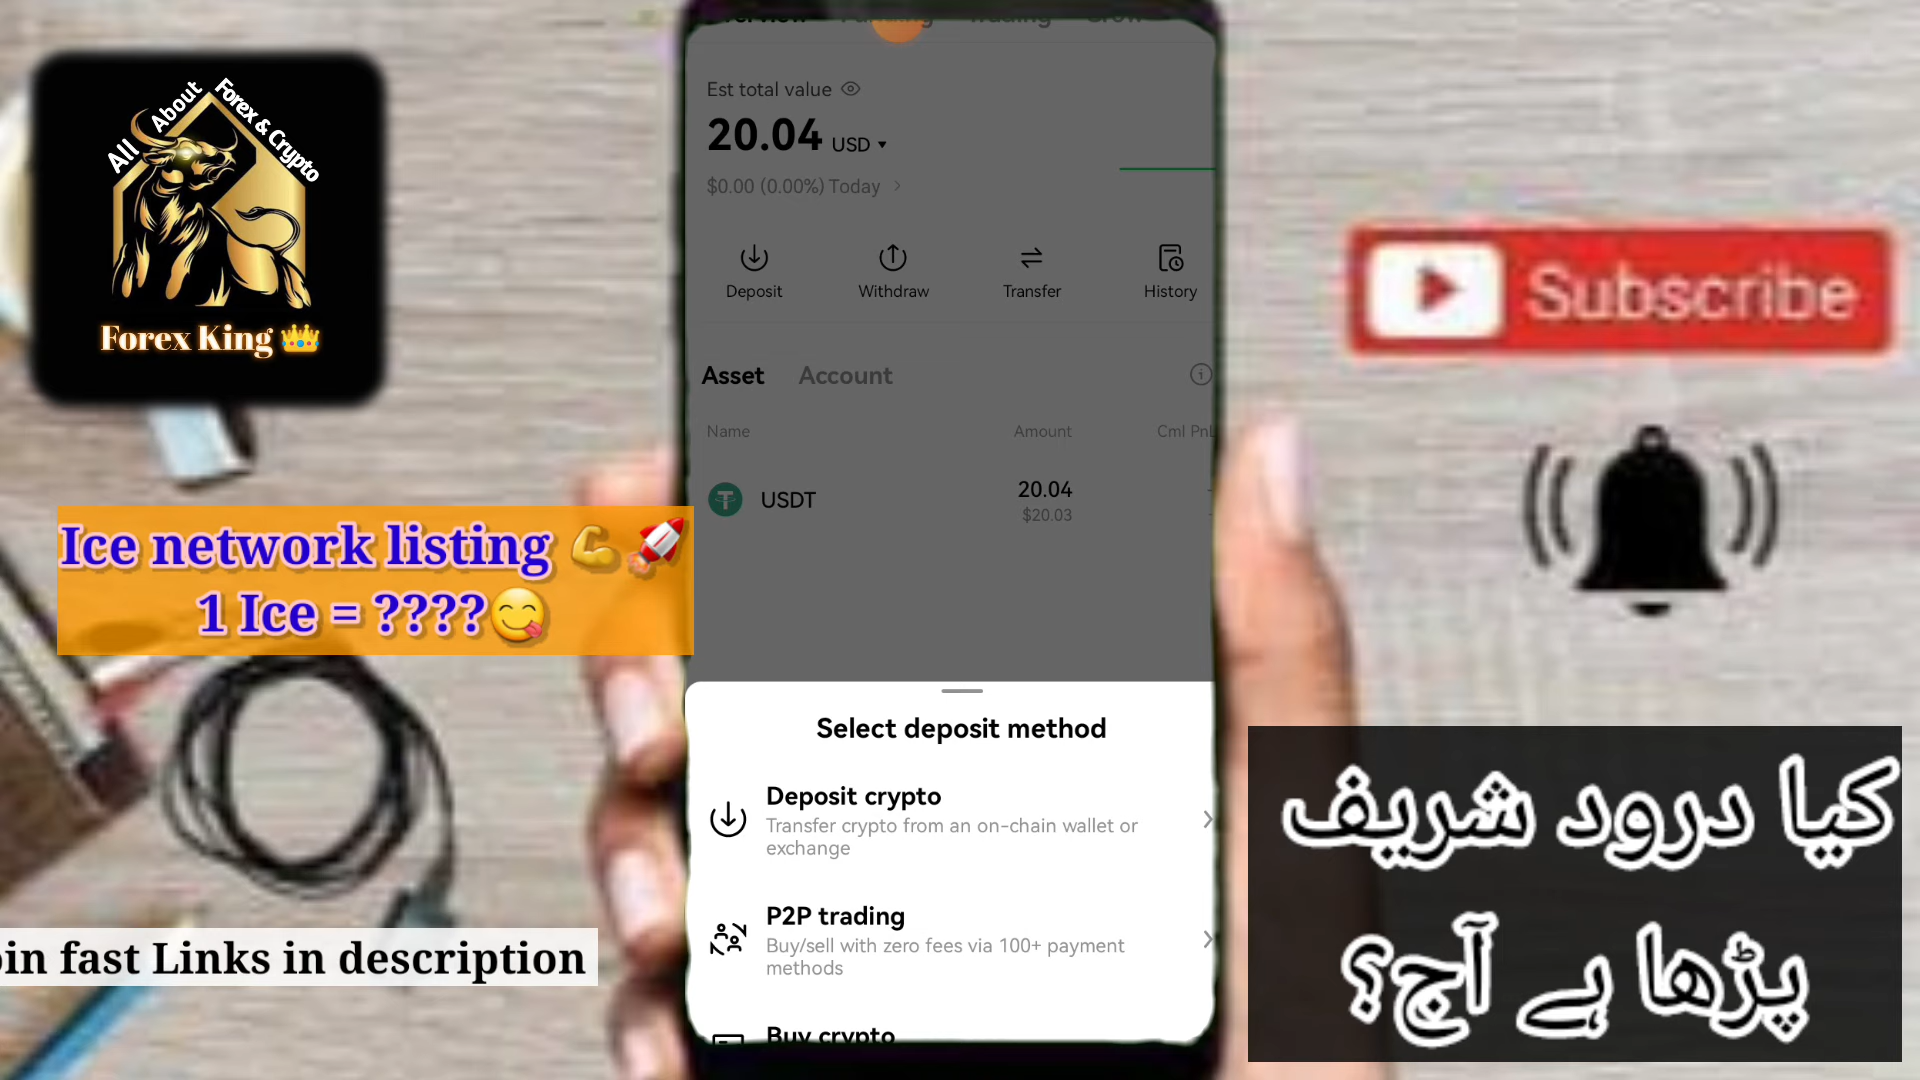 All About Forex & Crypto
Forex King
Ice network listing 💪🚀
1 Ice = ????😋
in fast Links in description
Est total value
20.04 USD
$0.00 (0.00%) Today
Deposit
Withdraw
Transfer
History
Asset
Account
Name
Amount
Cml PnL
USDT
20.04
$20.03
Select deposit method
Deposit crypto
Transfer crypto from an on-chain wallet or
exchange
P2P trading
Buy/sell with zero fees via 100+ payment
methods
Buy crypto
Subscribe
کیا درود شریف
پڑھا ہے آج؟